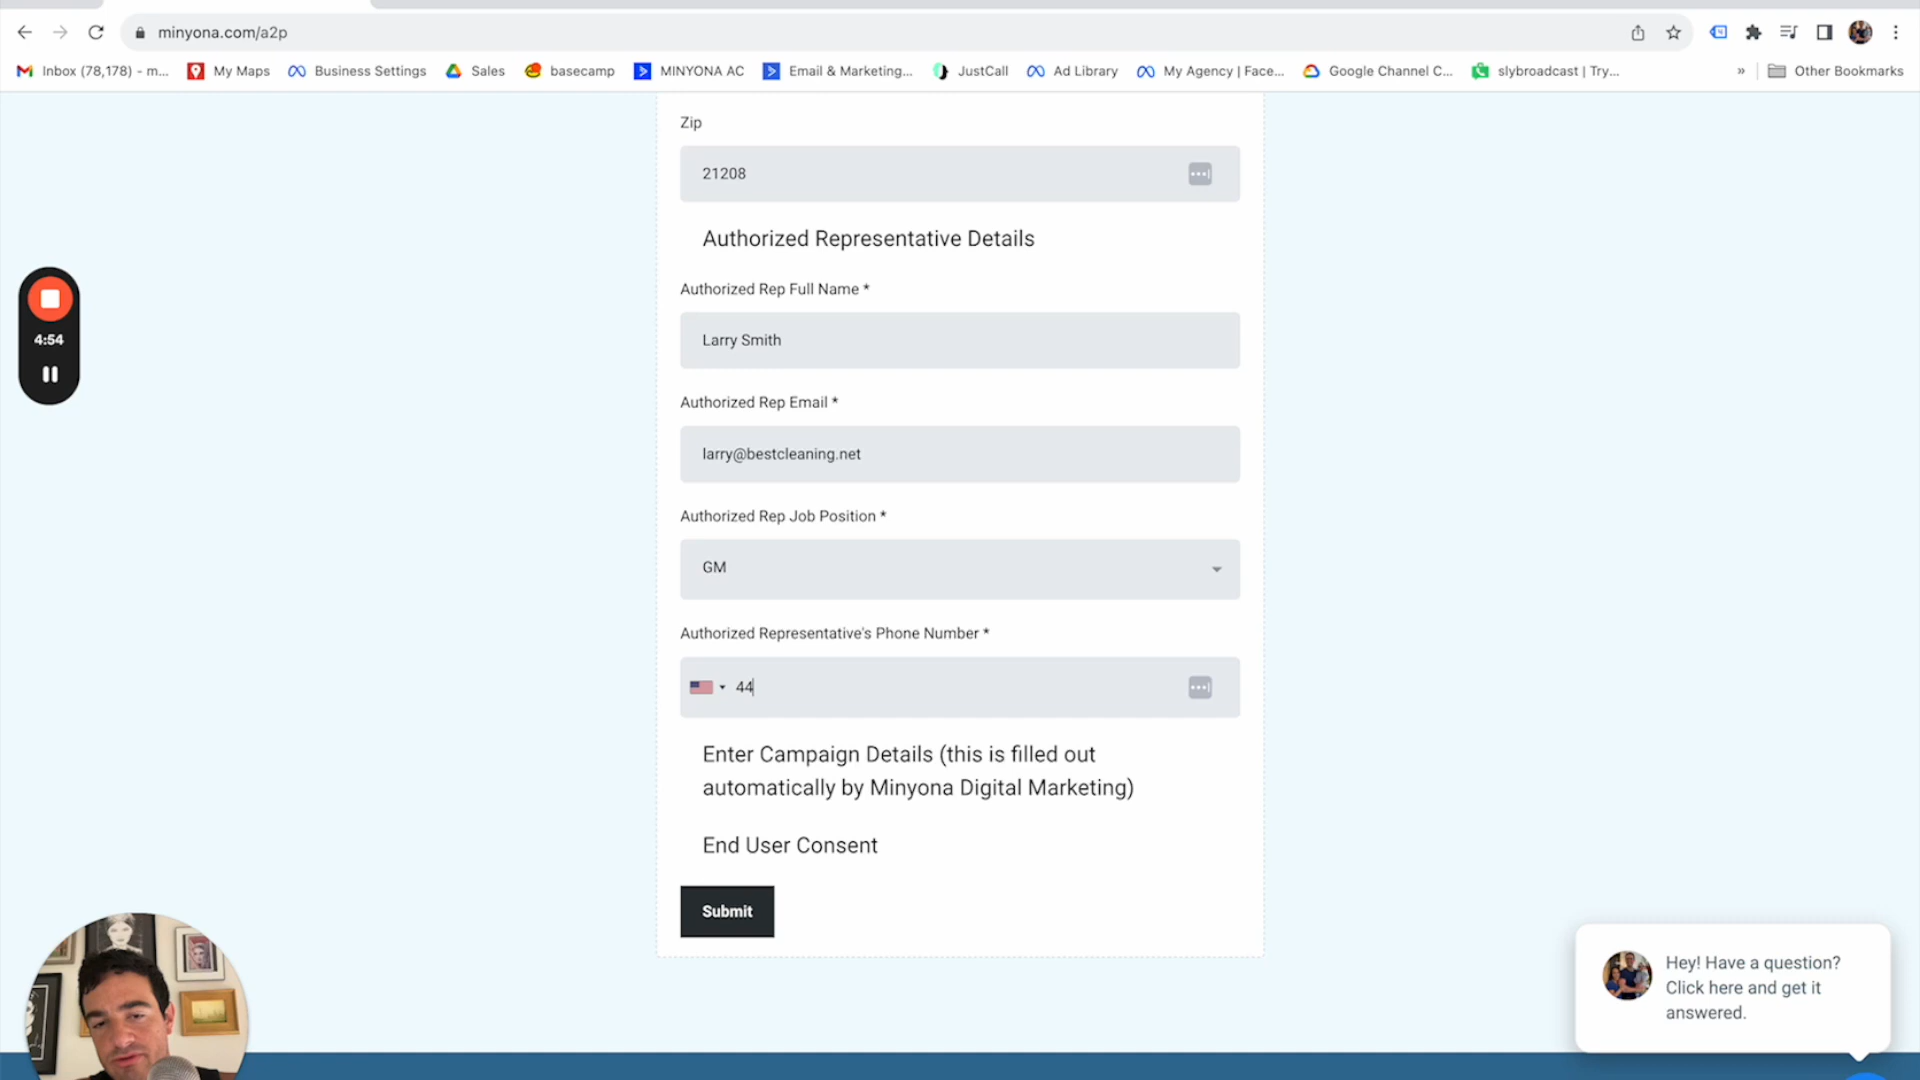 minyona.com/a2p
Inbox (78,178) – m...
My Maps
Business Settings
Sales
basecamp
MINYONA AC
Email & Marketing...
JustCall
Ad Library
My Agency | Face...
Google Channel C...
slybroadcast | Try...
»
Other Bookmarks
Zip
21208
Authorized Representative Details
Authorized Rep Full Name *
4:54
Larry Smith
Authorized Rep Email *
larry@bestcleaning.net
Authorized Rep Job Position *
GM
Authorized Representative's Phone Number *
44
Enter Campaign Details (this is filled out
automatically by Minyona Digital Marketing)
End User Consent
Submit
Hey! Have a question?
Click here and get it
answered.